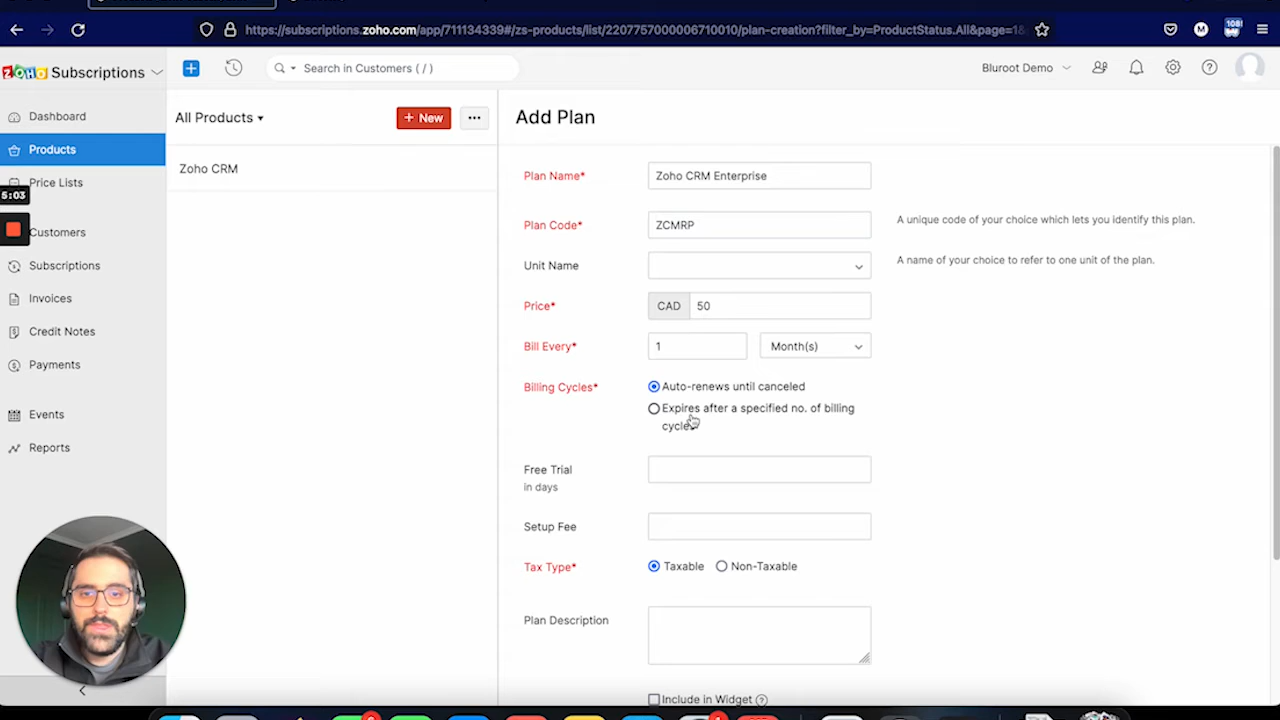 https://subscriptions.zoho.com/app/711134339#/zs-products/list/2207757000006710010/plan-creation?filter_by=ProductStatus.All&page=1
108
M
ZOHO Subscriptions
Search in Customers ( / )
Bluroot Demo
Dashboard
Products
Price Lists
5:03
Customers
Subscriptions
Invoices
Credit Notes
Payments
Events
Reports
All Products
+ New
Zoho CRM
Add Plan
Plan Name*
Zoho CRM Enterprise
Plan Code*
ZCMRP
A unique code of your choice which lets you identify this plan.
Unit Name
A name of your choice to refer to one unit of the plan.
Price*
CAD 50
Bill Every*
1
Month(s)
Billing Cycles*
Auto-renews until canceled
Expires after a specified no. of billing
cycles
Free Trial
in days
Setup Fee
Tax Type*
Taxable
Non-Taxable
Plan Description
Include in Widget